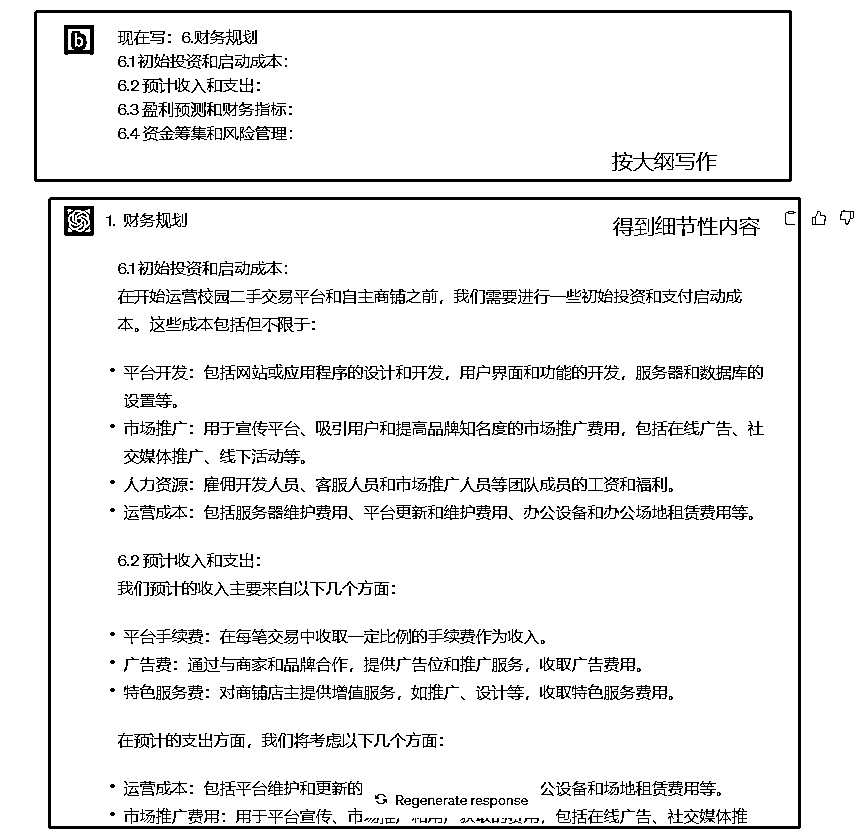 现在写：6.财务规划
6.1初始投资和启动成本：
6.2 预计收入和支出：
6.3 盈利预测和财务指标：
6.4 资金筹集和风险管理：
按大纲写作
1. 财务规划
得到细节性内容
6.1初始投资和启动成本：
在开始运营校园二手交易平台和自主商铺之前，我们需要进行一些初始投资和支付启动成
本。这些成本包括但不限于：
• 平台开发：包括网站或应用程序的设计和开发，用户界面和功能的开发，服务器和数据库的
设置等。
• 市场推广：用于宣传平台、吸引用户和提高品牌知名度的市场推广费用，包括在线广告、社
交媒体推广、线下活动等。
• 人力资源：雇佣开发人员、客服人员和市场推广人员等团队成员的工资和福利。
• 运营成本：包括服务器维护费用、平台更新和维护费用、办公设备和办公场地租赁费用等。
6.2 预计收入和支出：
我们预计的收入主要来自以下几个方面：
• 平台手续费：在每笔交易中收取一定比例的手续费作为收入。
• 广告费：通过与商家和品牌合作，提供广告位和推广服务，收取广告费用。
• 特色服务费：对商铺店主提供增值服务，如推广、设计等，收取特色服务费用。
在预计的支出方面，我们将考虑以下几个方面：
• 运营成本：包括平台维护和更新的 公设备和场地租赁费用等。
Regenerate response
• 市场推广费用：用于平台宣传、市 包括在线广告、社交媒体推